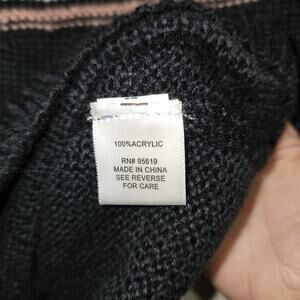 100%ACRYLIC
RN# 95619
MADE IN CHINA
SEE REVERSE
FOR CARE